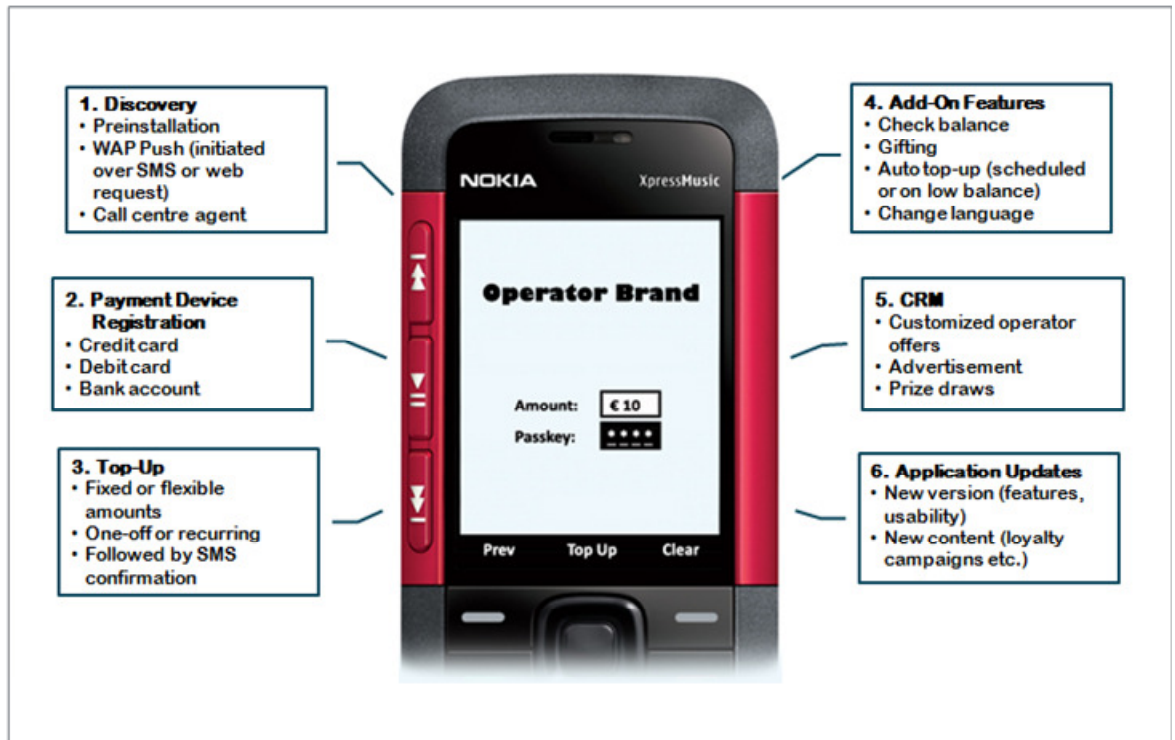 1. Discovery
• Preinstallation
• WAP Push (initiated
over SMS or web
request)
• Call centre agent
2. Payment Device
Registration
• Credit card
• Debit card
• Bank account
3. Top-Up
• Fixed or flexible
amounts
• One-off or recurring
• Followed by SMS
confirmation
NOKIA XpressMusic
Operator Brand
Amount: € 10
Passkey: ****
Prev Top Up Clear
4. Add-On Features
• Check balance
• Gifting
• Auto top-up (scheduled
or on low balance)
• Change language
5. CRM
• Customized operator
offers
• Advertisement
• Prize draws
6. Application Updates
• New version (features,
usability)
• New content (loyalty
campaigns etc.)